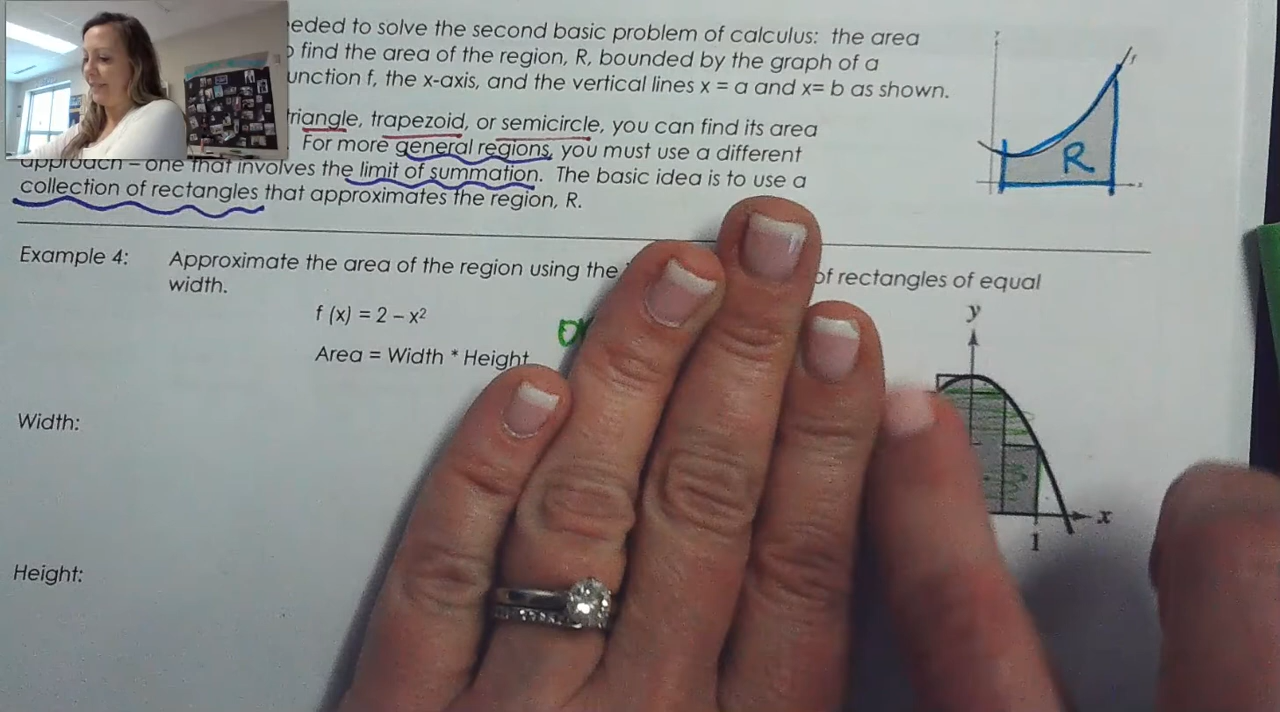 eded to solve the second basic problem of calculus: the area
find the area of the region, R, bounded by the graph of a
unction f, the x-axis, and the vertical lines x = a and x= b as shown.
riangle, trapezoid, or semicircle, you can find its area
For more general regions, you must use a different
approach – one that involves the limit of summation. The basic idea is to use a
collection of rectangles that approximates the region, R.
y
f
R
x
Example 4: Approximate the area of the region using the of rectangles of equal
width.
f (x) = 2 – x²
Area = Width * Height
y
x
1
Width:
Height: